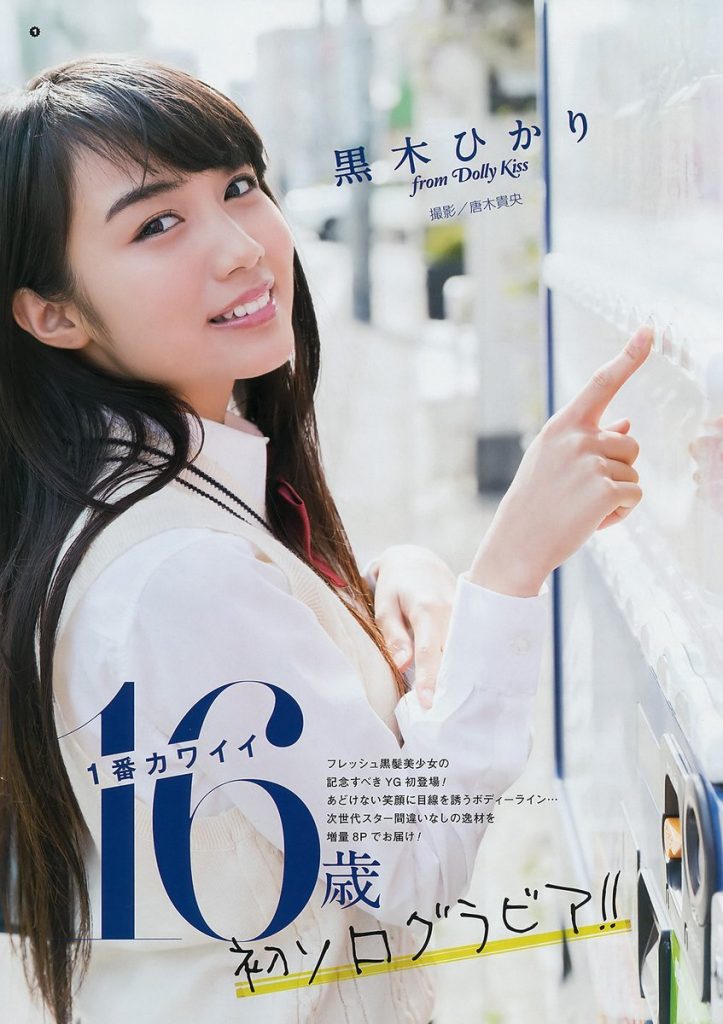 1
黒木ひかり
from Dolly Kiss
撮影／唐木貴央
16歳
1番カワイイ
フレッシュ黒髪美少女の
記念すべきYG初登場！
あどけない笑顔に目線を誘うボディーライン…
次世代スター間違いなしの逸材を
増量8Pでお届け！
初ソログラビア!!